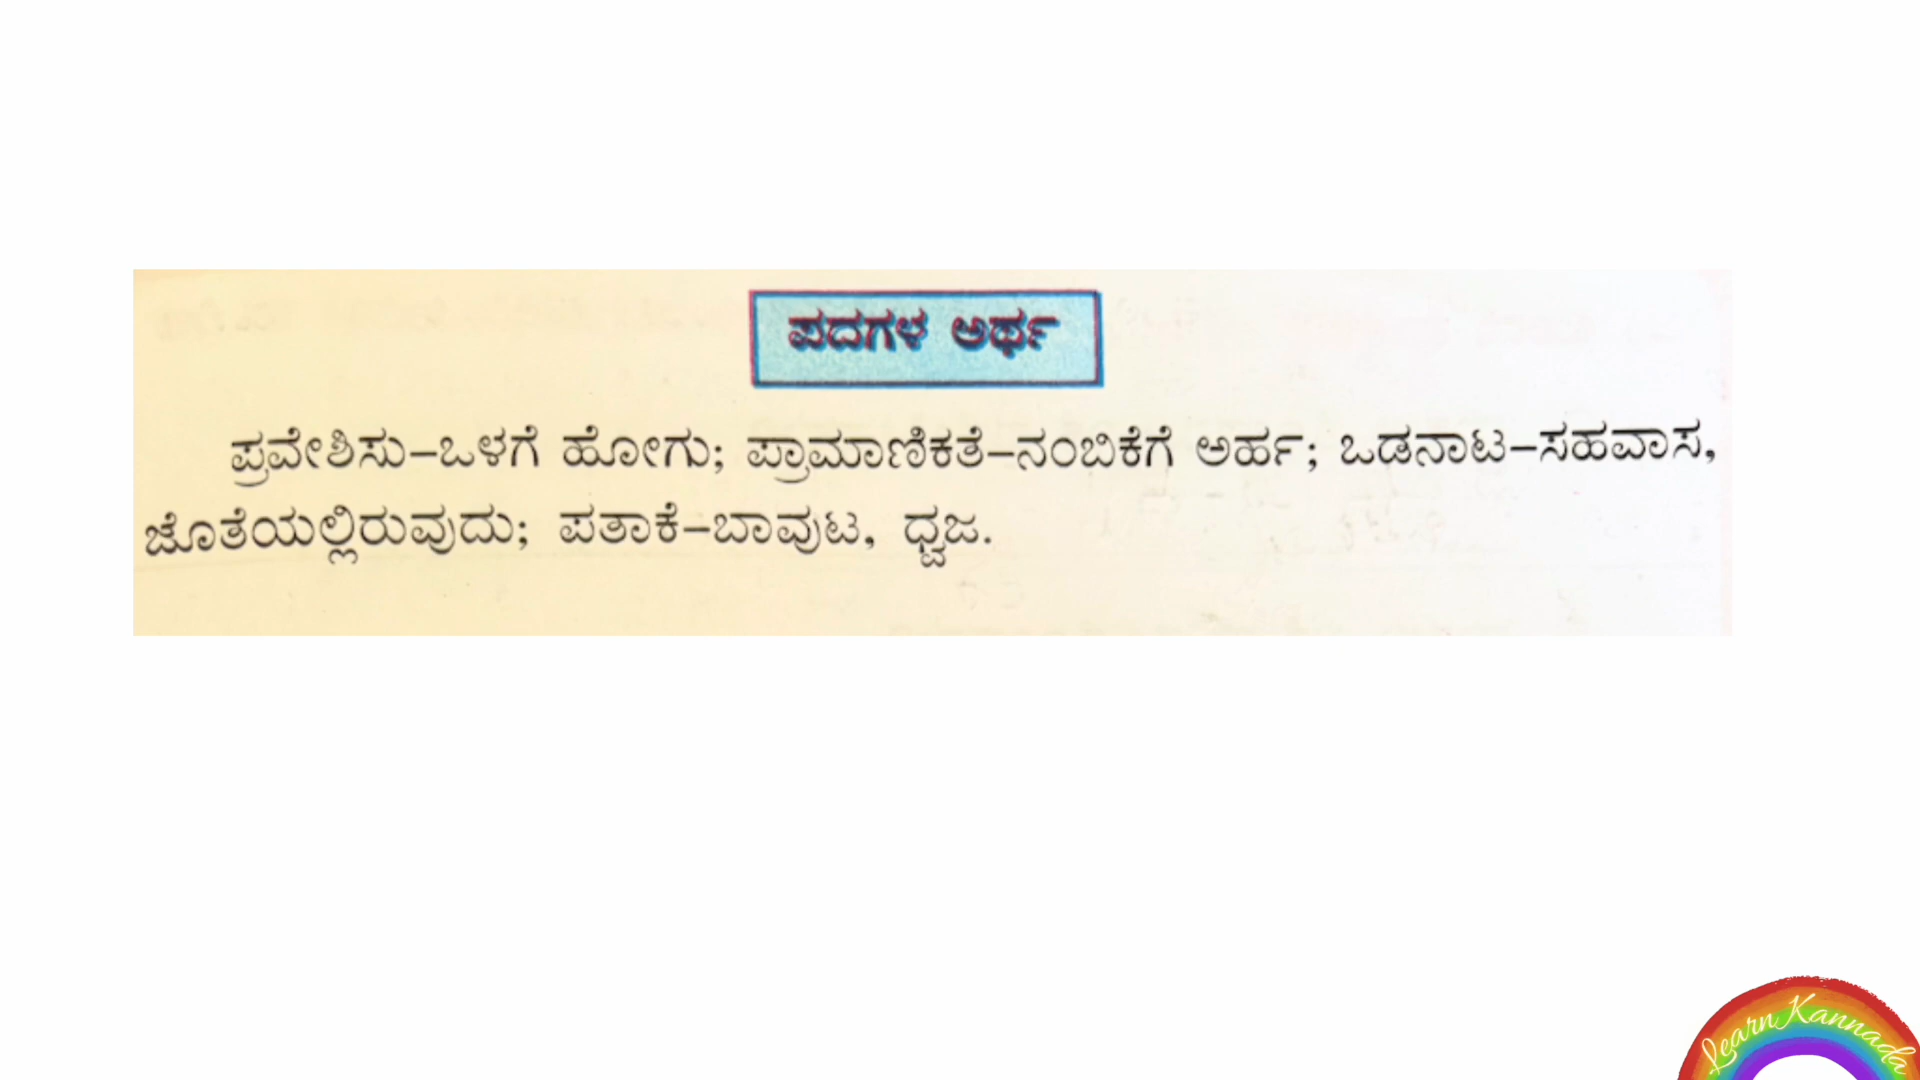 ಪದಗಳ ಅರ್ಥ
ಪ್ರವೇಶಿಸು–ಒಳಗೆ ಹೋಗು; ಪ್ರಾಮಾಣಿಕತೆ–ನಂಬಿಕೆಗೆ ಅರ್ಹ; ಒಡನಾಟ–ಸಹವಾಸ,
ಜೊತೆಯಲ್ಲಿರುವುದು; ಪತಾಕೆ–ಬಾವುಟ, ಧ್ವಜ.
Learn Kannada